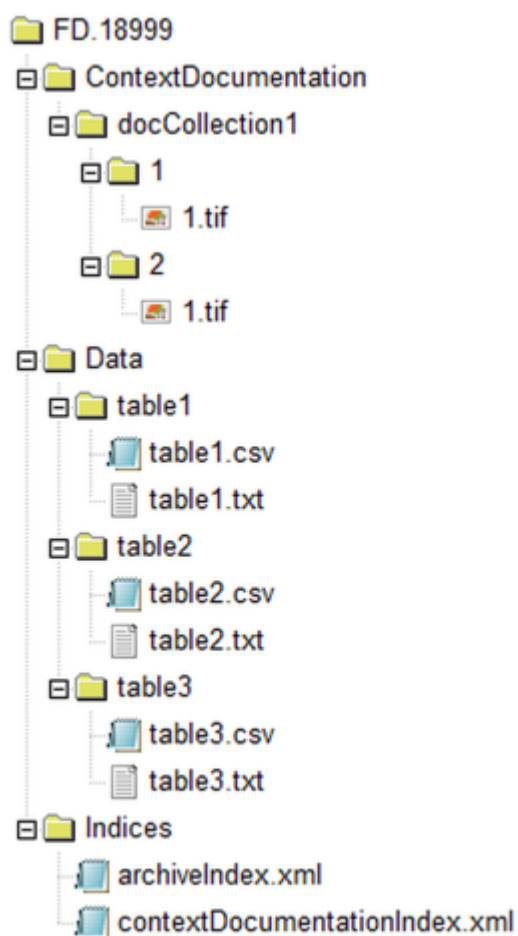 FD.18999
ContextDocumentation
docCollection1
1
1.tif
2
1.tif
Data
table1
table1.csv
table1.txt
table2
table2.csv
table2.txt
table3
table3.csv
table3.txt
Indices
archiveIndex.xml
contextDocumentationIndex.xml